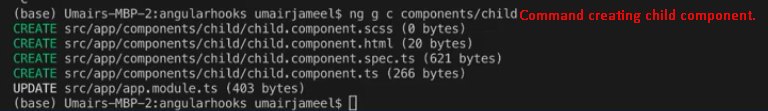 (base) Umairs-MBP-2:angularhooks umairjameel$ ng g c components/child Command creating child component.
CREATE src/app/components/child/child.component.scss (0 bytes)
CREATE src/app/components/child/child.component.html (20 bytes)
CREATE src/app/components/child/child.component.spec.ts (621 bytes)
CREATE src/app/components/child/child.component.ts (266 bytes)
UPDATE src/app/app.module.ts (403 bytes)
(base) Umairs-MBP-2:angularhooks umairjameel$